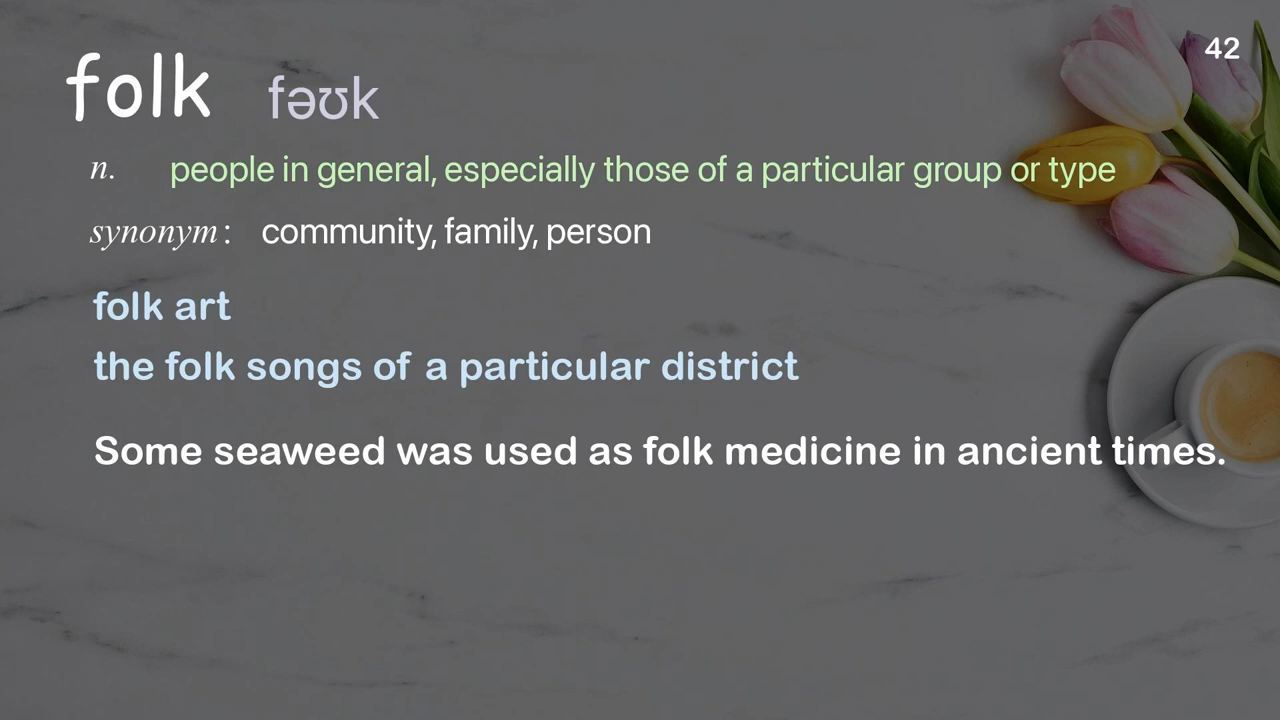 42
folk fəʊk
n. people in general, especially those of a particular group or type
synonym: community, family, person
folk art
the folk songs of a particular district
Some seaweed was used as folk medicine in ancient times.